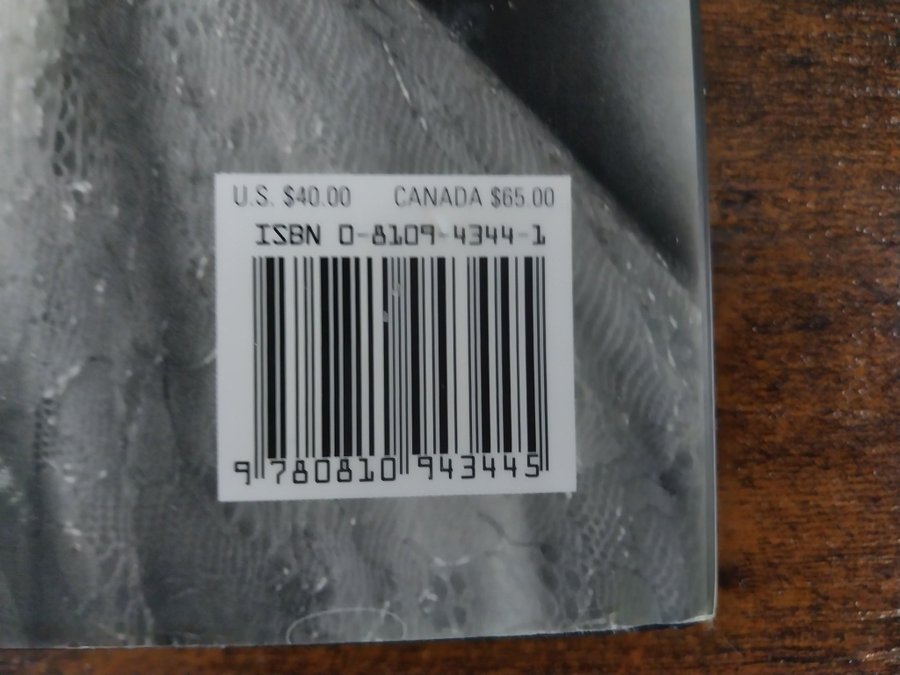 U.S. $40.00 CANADA $65.00
ISBN 0-8109-4344-1
9 780810 943445